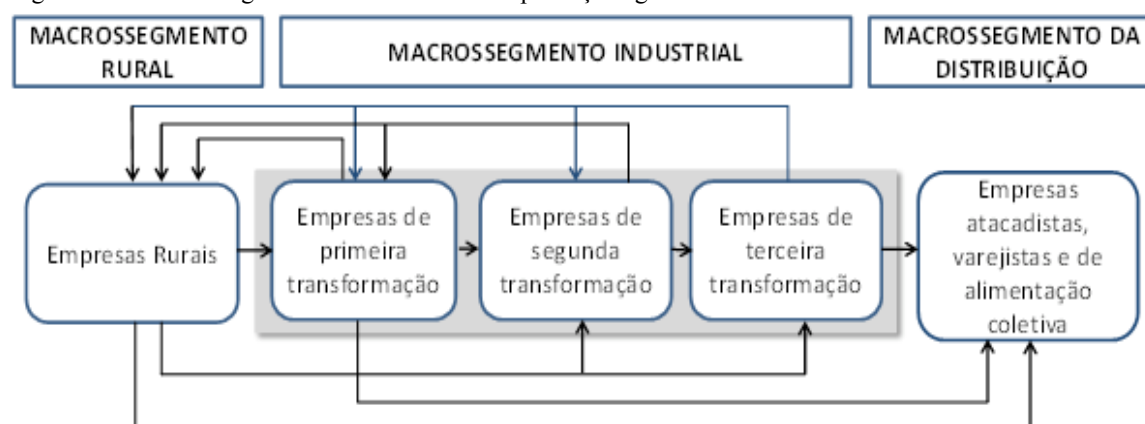 MACROSSEGMENTO
RURAL
MACROSSEGMENTO INDUSTRIAL
MACROSSEGMENTO DA
DISTRIBUIÇÃO
Empresas Rurais
Empresas de
primeira
transformação
Empresas de
segunda
transformação
Empresas de
terceira
transformação
Empresas
atacadistas,
varejistas e de
alimentação
coletiva